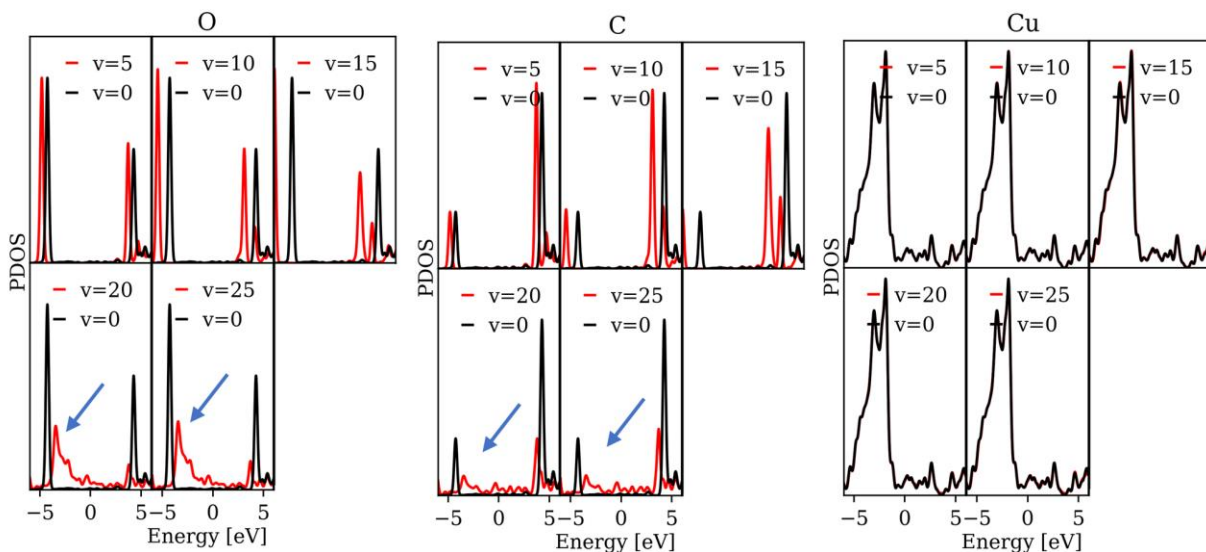 O
C
Cu
v=5
v=0
v=10
v=0
v=15
v=0
v=5
v=0
v=10
v=0
v=15
v=0
v=5
v=0
v=10
v=0
v=15
v=0
PDOS
PDOS
PDOS
v=20
v=0
v=25
v=0
v=20
v=0
v=25
v=0
v=20
v=0
v=25
v=0
−5 0 5−5 0 5
−5 0 5−5 0 5
−5 0 5−5 0 5
Energy [eV]
Energy [eV]
Energy [eV]